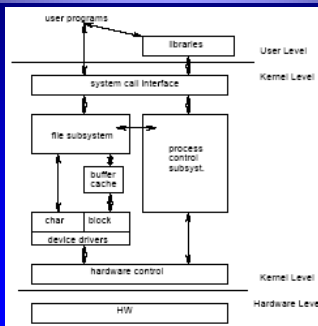 user programs
libraries
User Level
Kernel Level
system call interface
file subsystem
process
control
subsyst.
buffer
cache
char
block
device drivers
hardware control
Kernel Level
Hardware Level
HW